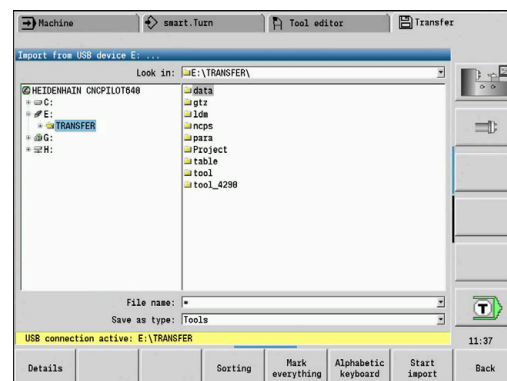 Machine
smart.Turn
Tool editor
Transfer
Import from USB device E: ...
Look in: E:\TRANSFER\
HEIDENHAIN CNCPILOT640
C:
E:
TRANSFER
G:
H:
data
gtz
ldm
ncps
para
Project
table
tool
tool_4290
File name: *
Save as type: Tools
USB connection active: E:\TRANSFER
T
11:37
Details
Sorting
Mark everything
Alphabetic keyboard
Start import
Back